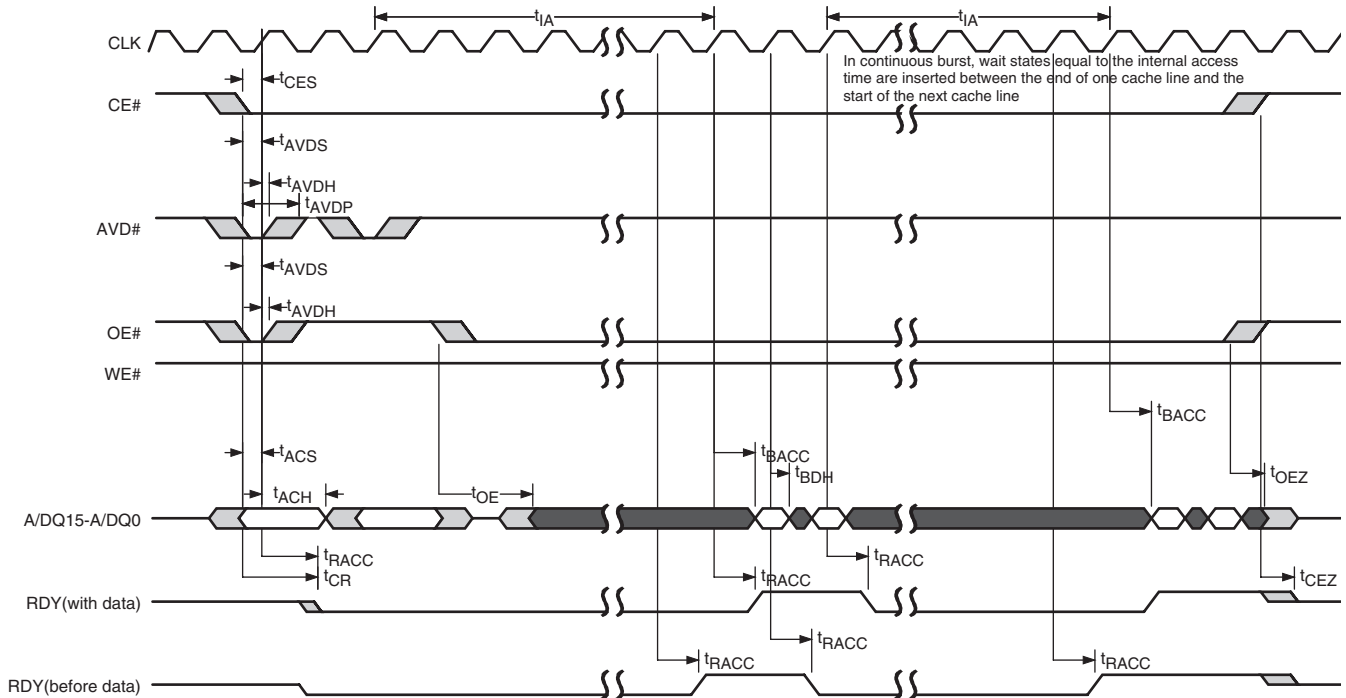 tIA
tIA
CLK
In continuous burst, wait states equal to the internal access
time are inserted between the end of one cache line and the
start of the next cache line
tCES
CE#
tAVDS
tAVDH
tAVDP
AVD#
tAVDS
tAVDH
OE#
WE#
tBACC
tACS
tBACC
tBDH
tOEZ
tACH
tOE
A/DQ15-A/DQ0
tRACC
tRACC
tCR
tRACC
tCEZ
RDY(with data)
tRACC
tRACC
tRACC
RDY(before data)